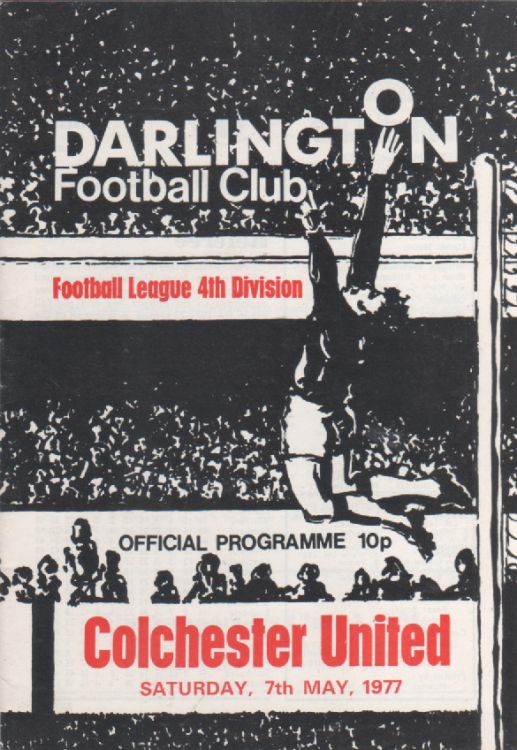 DARLINGTON
Football Club
Football League 4th Division
OFFICIAL PROGRAMME 10p
Colchester United
SATURDAY, 7th MAY, 1977